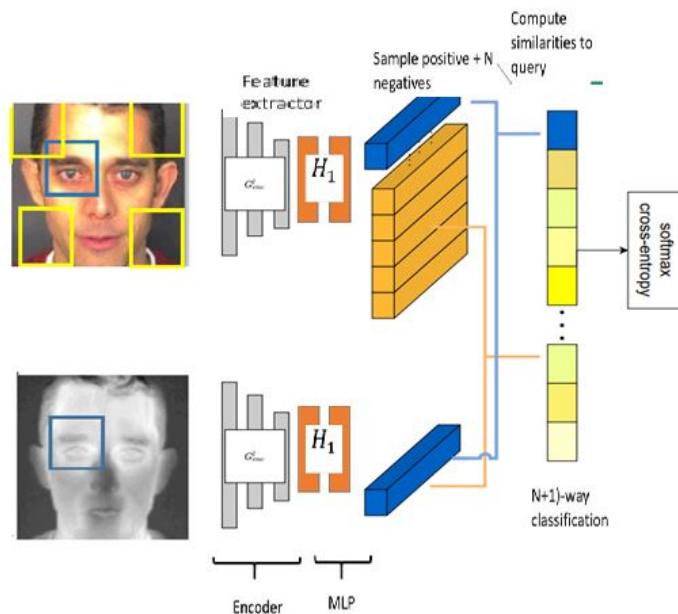 Compute
similarities to
query
Sample positive + N
negatives
Feature
extractor
H₁
softmax
cross-entropy
H₁
N+1)-way
classification
Encoder
MLP